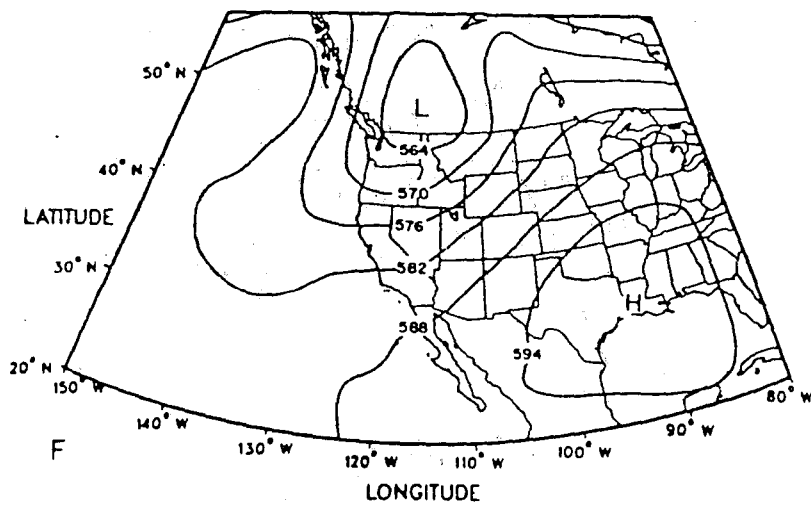 50° N
L
564
40° N
570
LATITUDE
576
30° N
582
H
588
594
20° N
150° W
80° W
140° W
90° W
F
130° W
100° W
120° W
110° W
LONGITUDE